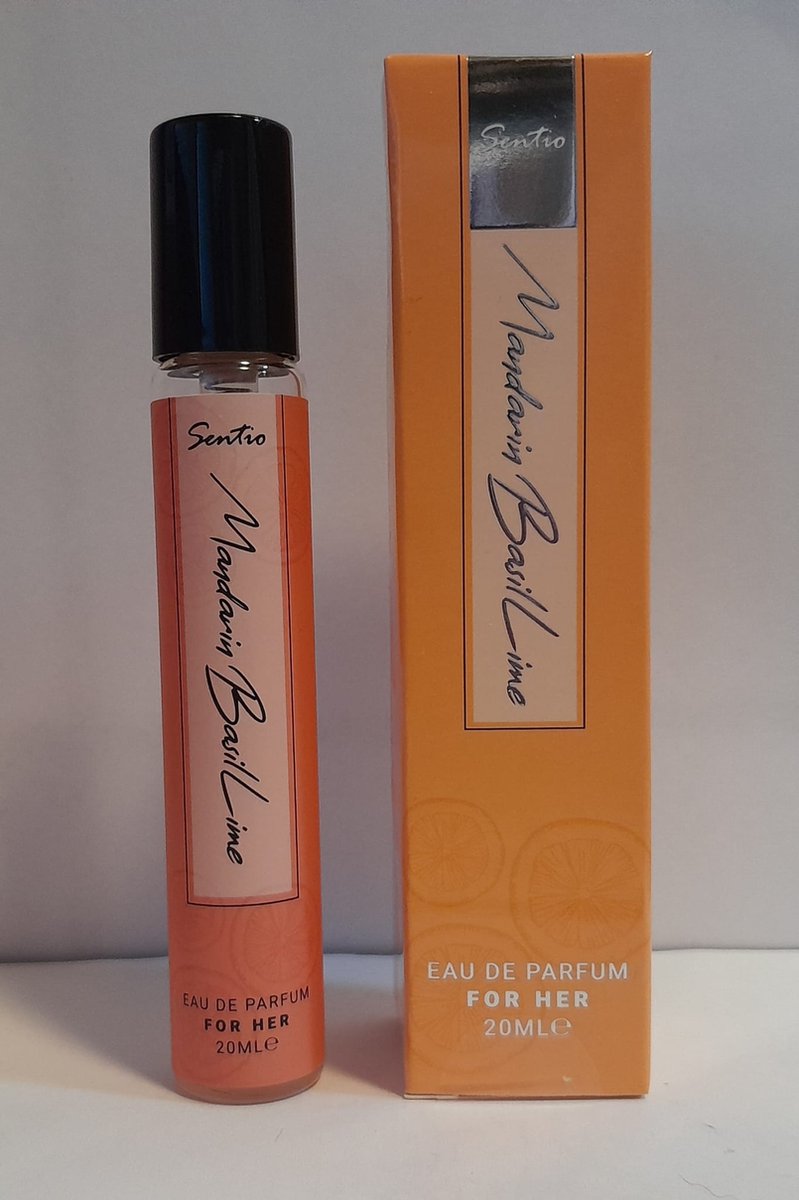 Sentio
Mandarin Basil Lime
EAU DE PARFUM
FOR HER
20ML℮
Sentio
Mandarin Basil Lime
EAU DE PARFUM
FOR HER
20ML℮